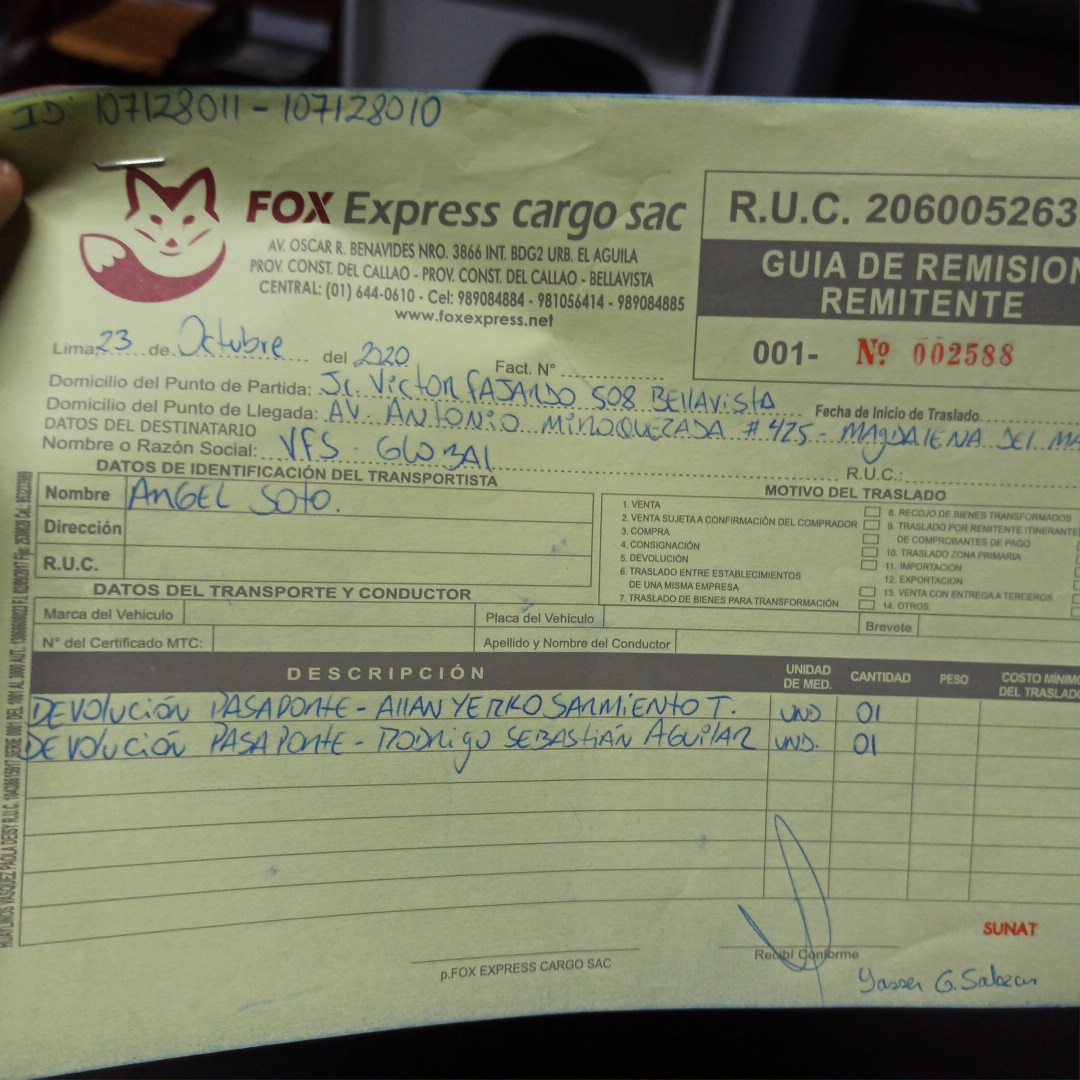 ID: 107128011 - 107128010
FOX Express cargo sac
AV. OSCAR R. BENAVIDES NRO. 3866 INT. BDG2 URB. EL AGUILA
PROV. CONST. DEL CALLAO - PROV. CONST. DEL CALLAO - BELLAVISTA
CENTRAL: (01) 644-0610 - Cel: 989084884 - 981056414 - 989084885
www.foxexpress.net
R.U.C. 206005263
GUIA DE REMISION
REMITENTE
001- Nº 002588
Lima, 23 de Octubre del 2020 Fact. N°
Domicilio del Punto de Partida: Jr. Victor FAJARDO 508 BEllAVistA Fecha de Inicio de Traslado.
Domicilio del Punto de Llegada: AV. ANTONIO MIROQUEZADA # 425 - MAgDAlENA DEl MA
DATOS DEL DESTINATARIO
Nombre o Razón Social: VFS - GLOBAl R.U.C.:
DATOS DE IDENTIFICACIÓN DEL TRANSPORTISTA
Nombre ANGEL SOTO.
Dirección
R.U.C.
MOTIVO DEL TRASLADO
1. VENTA
2. VENTA SUJETA A CONFIRMACIÓN DEL COMPRADOR
3. COMPRA
4. CONSIGNACIÓN
5. DEVOLUCIÓN
6. TRASLADO ENTRE ESTABLECIMIENTOS
DE UNA MISMA EMPRESA
7. TRASLADO DE BIENES PARA TRANSFORMACIÓN
8. RECOJO DE BIENES TRANSFORMADOS
9. TRASLADO POR REMITENTE ITINERANTE
DE COMPROBANTES DE PAGO
10. TRASLADO ZONA PRIMARIA
11. IMPORTACIÓN
12. EXPORTACIÓN
13. VENTA CON ENTREGA A TERCEROS
14. OTROS.
DATOS DEL TRANSPORTE Y CONDUCTOR
Marca del Vehiculo Placa del Vehículo Brevete
N° del Certificado MTC: Apellido y Nombre del Conductor
DESCRIPCIÓN UNIDAD DE MED. CANTIDAD PESO COSTO MÍNIMO DEL TRASLADO
DEVolución PASAPORtE - AllAN YERKO SARMIENTO T. UND 01
DEVolución PASAPORtE - RODRigo SEBAStiÁN AGUilAR UND. 01
SUNAT
p.FOX EXPRESS CARGO SAC
Recibí Conforme
Yasser G. Salazar